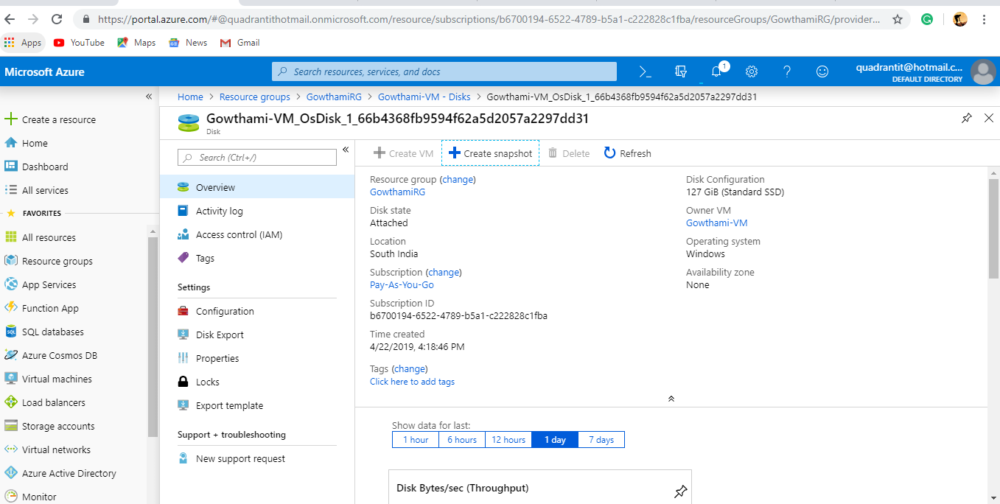 https://portal.azure.com/#@quadrantithotmail.onmicrosoft.com/resource/subscriptions/b6700194-6522-4789-b5a1-c222828c1fba/resourceGroups/GowthamiRG/provider...
Apps YouTube Maps News Gmail
Microsoft Azure
Search resources, services, and docs
1
quadrantit@hotmail.c...
DEFAULT DIRECTORY
Create a resource
Home
Dashboard
All services
FAVORITES
All resources
Resource groups
App Services
Function App
SQL databases
Azure Cosmos DB
Virtual machines
Load balancers
Storage accounts
Virtual networks
Azure Active Directory
Monitor
Home > Resource groups > GowthamiRG > Gowthami-VM - Disks > Gowthami-VM_OsDisk_1_66b4368fb9594f62a5d2057a2297dd31
Gowthami-VM_OsDisk_1_66b4368fb9594f62a5d2057a2297dd31
Disk
Search (Ctrl+/)
Overview
Activity log
Access control (IAM)
Tags
Settings
Configuration
Disk Export
Properties
Locks
Export template
Support + troubleshooting
New support request
Create VM Create snapshot Delete Refresh
Resource group (change)
GowthamiRG
Disk state
Attached
Location
South India
Subscription (change)
Pay-As-You-Go
Subscription ID
b6700194-6522-4789-b5a1-c222828c1fba
Time created
4/22/2019, 4:18:46 PM
Tags (change)
Click here to add tags
Disk Configuration
127 GiB (Standard SSD)
Owner VM
Gowthami-VM
Operating system
Windows
Availability zone
None
Show data for last:
1 hour 6 hours 12 hours 1 day 7 days
Disk Bytes/sec (Throughput)